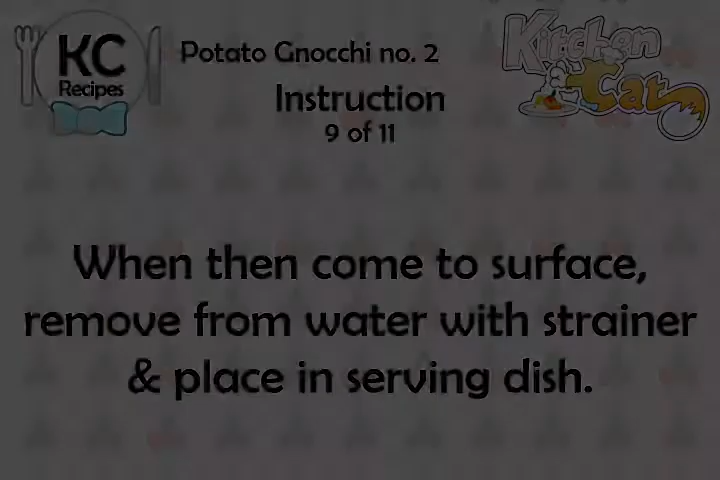 KC
Recipes
Potato Gnocchi no. 2
Instruction
9 of 11
Kitchen
Cat
When then come to surface,
remove from water with strainer
& place in serving dish.